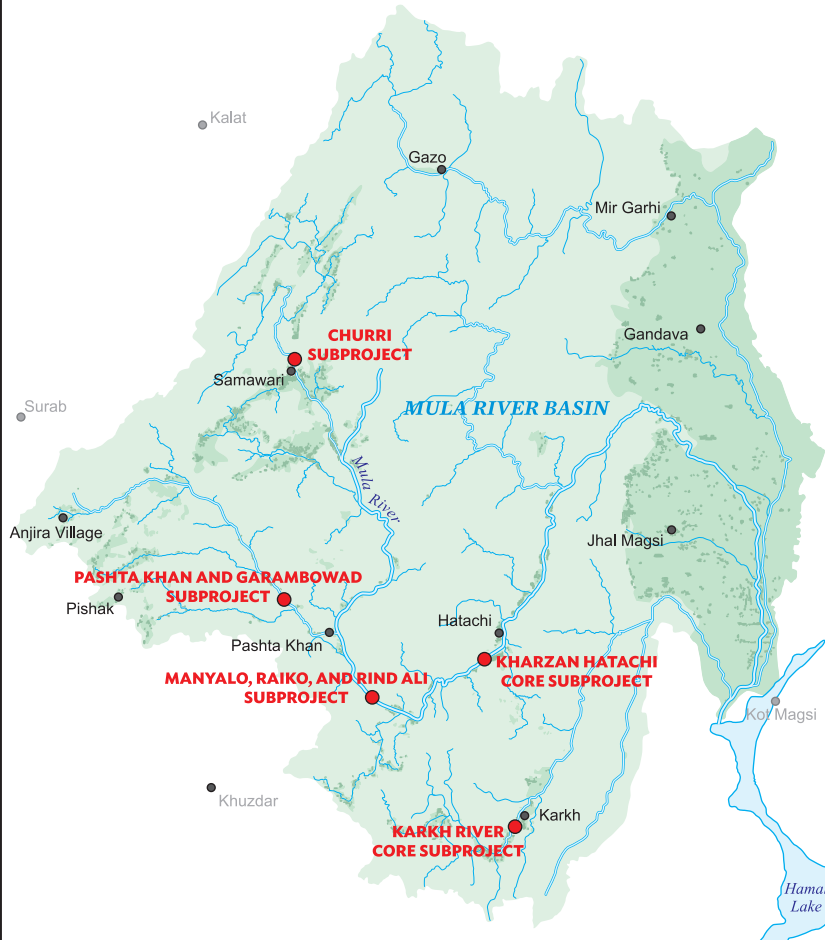 Kalat
Gazo
Mir Garhi
Gandava
CHURRI
SUBPROJECT
Samawari
Surab
MULA RIVER BASIN
Mula River
Anjira Village
Jhal Magsi
PASHTA KHAN AND GARAMBOWAD
SUBPROJECT
Pishak
Hatachi
Pashta Khan
KHARZAN HATACHI
CORE SUBPROJECT
MANYALO, RAIKO, AND RIND ALI
SUBPROJECT
Kot Magsi
Khuzdar
Karkh
KARKH RIVER
CORE SUBPROJECT
Lake